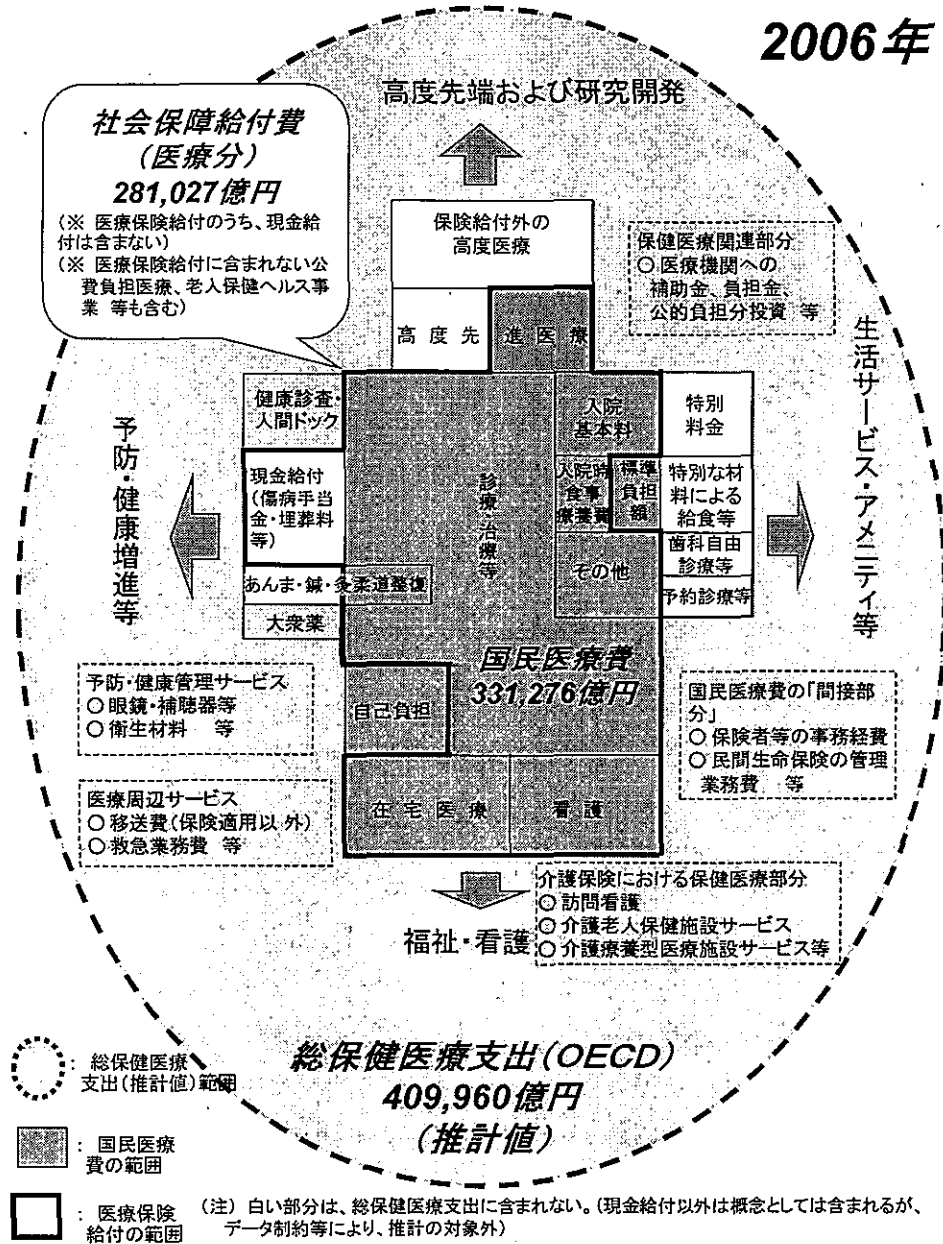 2006年
高度先端および研究開発
社会保障給付費
(医療分)
281,027億円
(※ 医療保険給付のうち、現金給
付は含まない)
(※ 医療保険給付に含まれない公
費負担医療、老人保健ヘルス事
業 等も含む)
保険給付外の
高度医療
高度先進医療
保健医療関連部分
○ 医療機関への
補助金、負担金、
公的負担分投資 等
生活サービス・アメニティ等
予防・健康増進等
健康診査・
人間ドック
現金給付
(傷病手当
金・埋葬料
等)
あんま・鍼・灸柔道整復
大衆薬
診療・治療等
入院
基本料
特別
料金
入院時
食事
療養費
標準
負担
額
特別な材
料による
給食等
その他
歯科自由
診療等
予約診療等
国民医療費
331,276億円
自己負担
在宅医療
看護
予防・健康管理サービス
○ 眼鏡・補聴器等
○ 衛生材料 等
医療周辺サービス
○ 移送費(保険適用以外)
○ 救急業務費 等
国民医療費の「間接部
分」
○ 保険者等の事務経費
○ 民間生命保険の管理
業務費 等
福祉・看護
介護保険における保健医療部分
○ 訪問看護
○ 介護老人保健施設サービス
○ 介護療養型医療施設サービス等
総保健医療支出(OECD)
409,960億円
(推計値)
: 総保健医療
支出(推計値)範囲
: 国民医療
費の範囲
: 医療保険
給付の範囲
(注) 白い部分は、総保健医療支出に含まれない。(現金給付以外は概念としては含まれるが、
データ制約等により、推計の対象外)